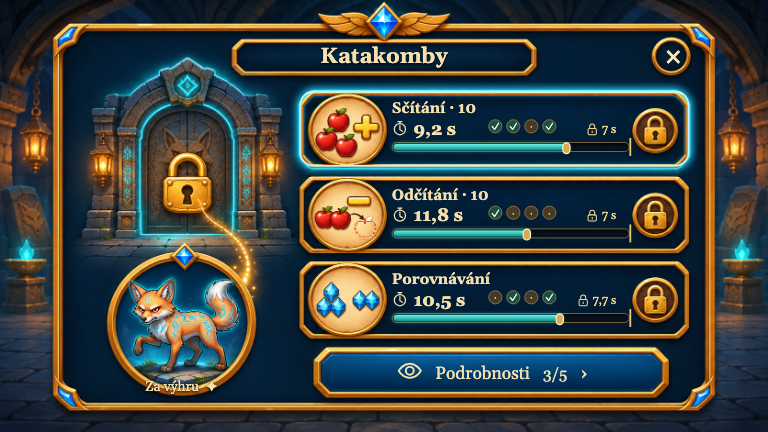 Katakomby
Sčítání · 10
9,2 s
7 s
Odčítání · 10
11,8 s
7 s
Porovnávání
10,5 s
7,7 s
Za výhru
Podrobnosti 3/5 ›